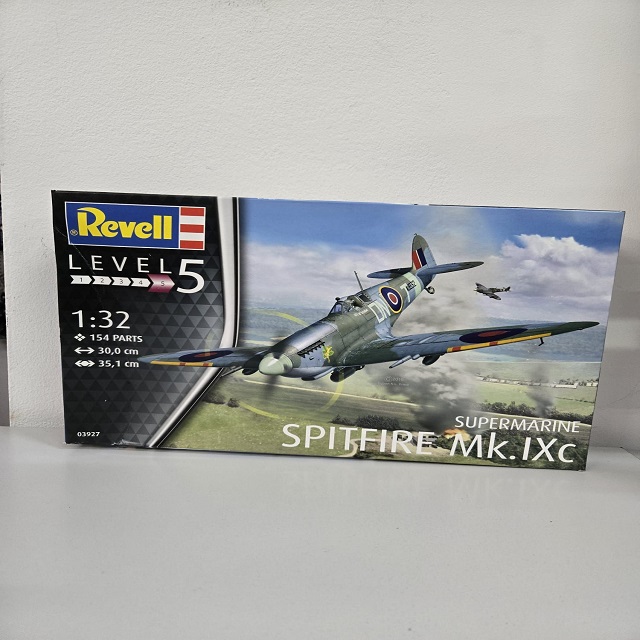 Revell
LEVEL 5
1 2 3 4 5
1:32
154 PARTS
30,0 cm
35,1 cm
03927
SUPERMARINE
SPITFIRE Mk.IXc